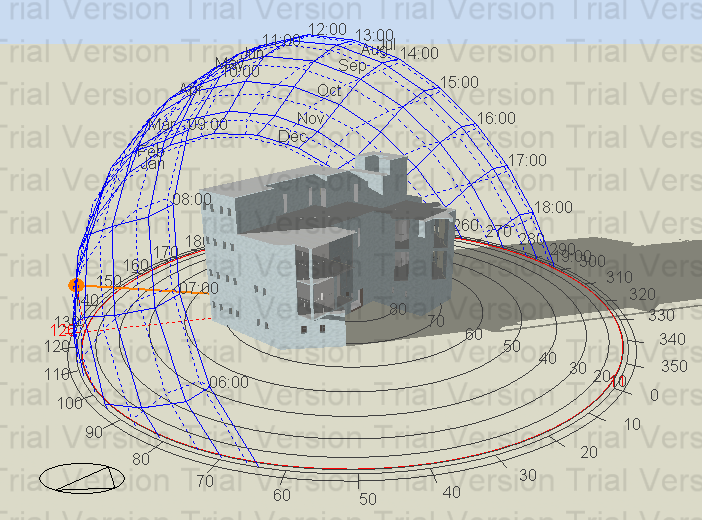 Trial Version Trial Version Trial Version Trial Version
12:00
11:00 13:00
Jul
Jun Aug 14:00
May Sep
10:00 15:00
Apr Oct
16:00
Mar 09:00 Nov
Dec
Feb 17:00
Jan
08:00 18:00
260 270 280 290 19:00 300
180 170 160 150 310
07:00 320
140 330
130 90 70 340
120 60 50 350
110 40 30 20 10 0
06:00
100 10
90 20
80 30
70 60 50 40